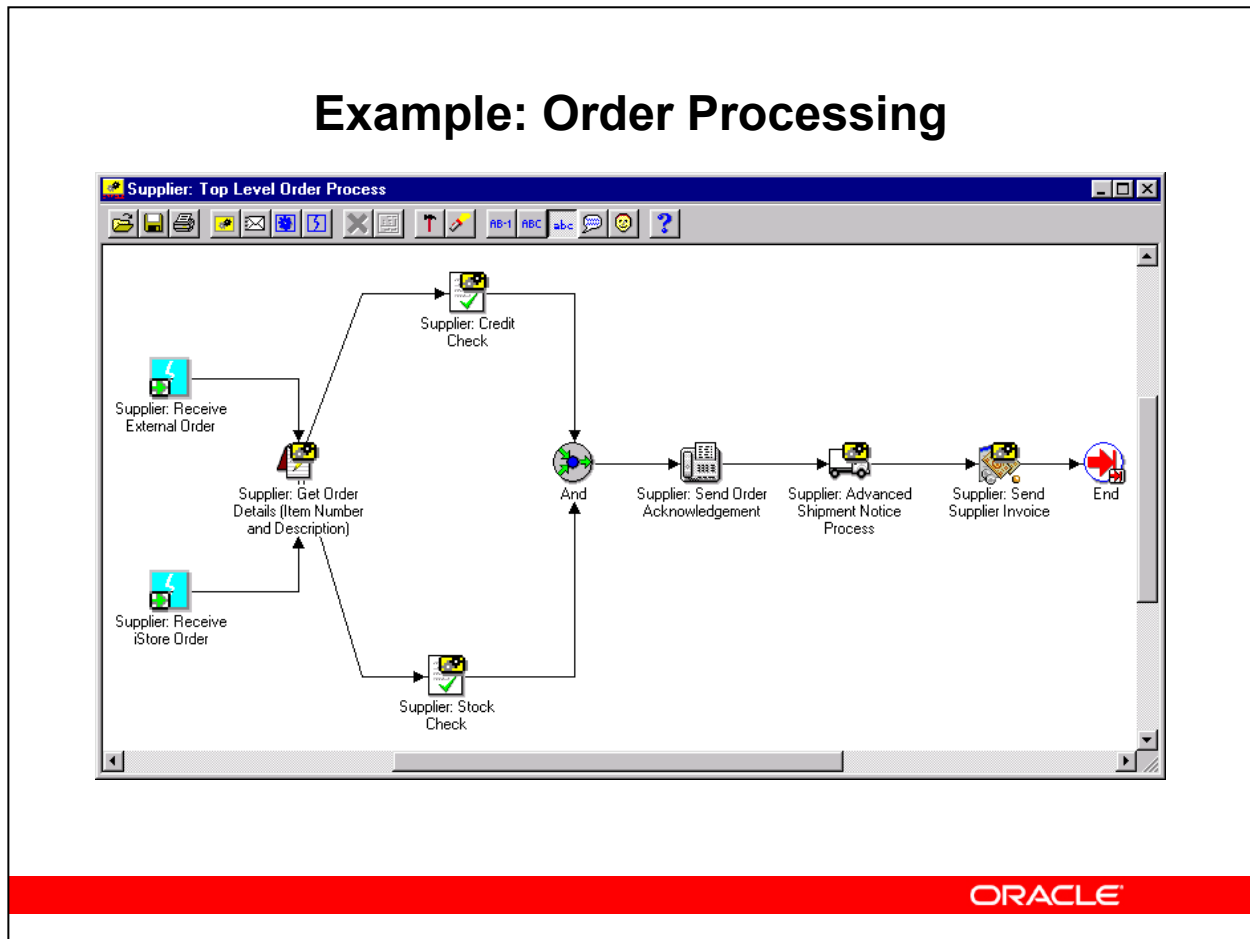 Example: Order Processing
Supplier: Top Level Order Process
AB-1 ABC abc ?
Supplier: Credit
Check
Supplier: Receive
External Order
Supplier: Get Order
Details (Item Number
and Description)
And
Supplier: Send Order
Acknowledgement
Supplier: Advanced
Shipment Notice
Process
Supplier: Send
Supplier Invoice
End
Supplier: Receive
iStore Order
Supplier: Stock
Check
ORACLE